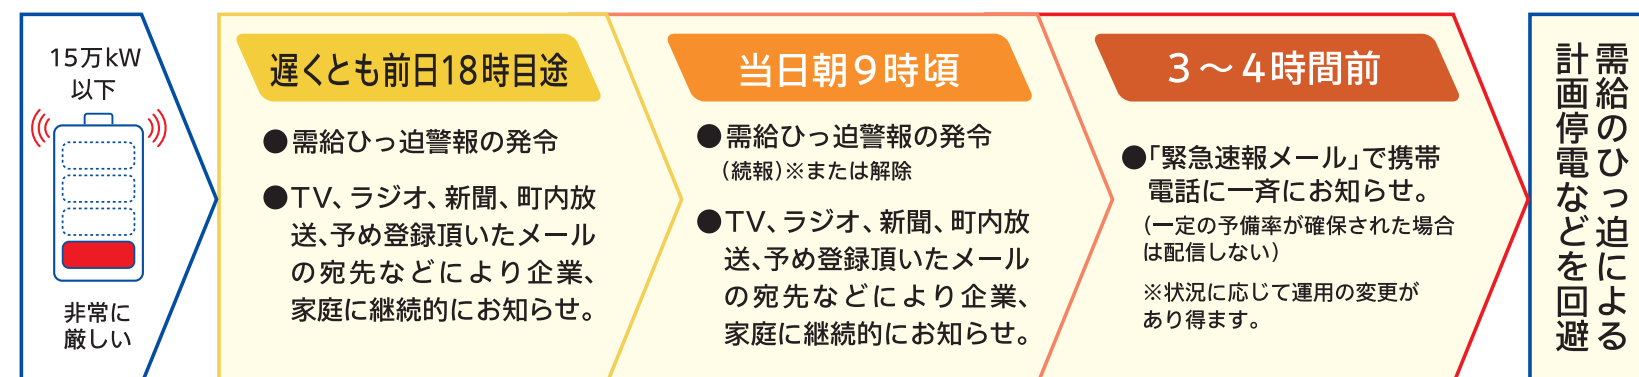 15万kW
以下
非常に
厳しい
遅くとも前日18時目途
●需給ひっ迫警報の発令
●TV、ラジオ、新聞、町内放
送、予め登録頂いたメール
の宛先などにより企業、
家庭に継続的にお知らせ。
当日朝９時頃
●需給ひっ迫警報の発令
（続報）※または解除
●TV、ラジオ、新聞、町内放
送、予め登録頂いたメール
の宛先などにより企業、
家庭に継続的にお知らせ。
３～４時間前
●「緊急速報メール」で携帯
電話に一斉にお知らせ。
（一定の予備率が確保された場合
は配信しない）
※状況に応じて運用の変更が
あり得ます。
需給のひっ迫による
計画停電などを回避